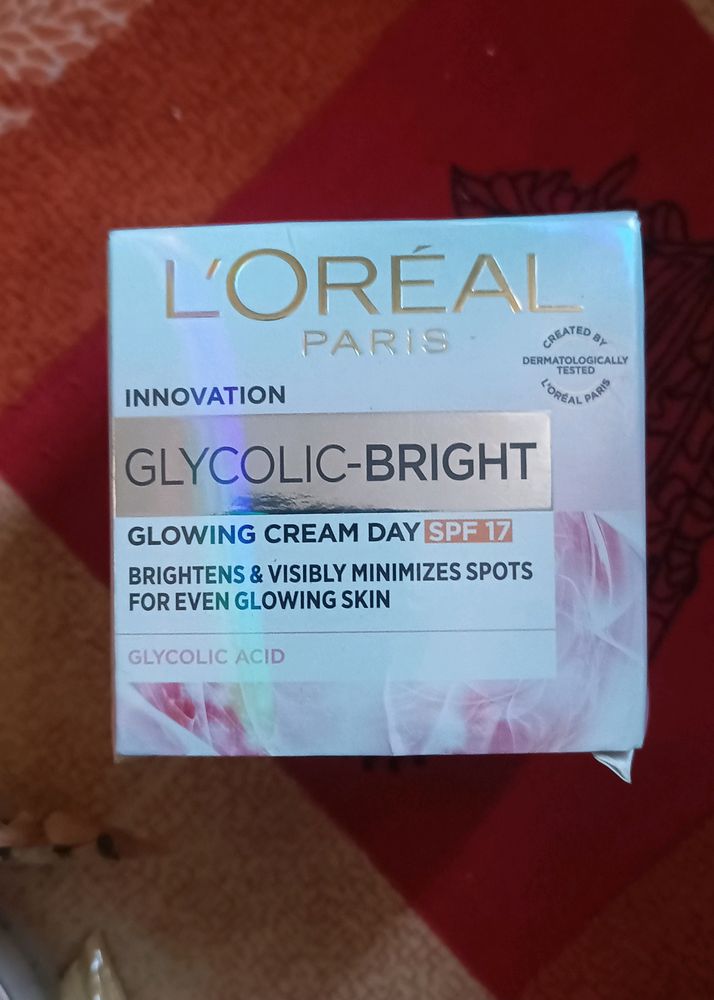 L'ORÉAL
PARIS
CREATED BY
DERMATOLOGICALLY
TESTED
L'ORÉAL PARIS
INNOVATION
GLYCOLIC-BRIGHT
GLOWING CREAM DAY SPF 17
BRIGHTENS & VISIBLY MINIMIZES SPOTS
FOR EVEN GLOWING SKIN
GLYCOLIC ACID